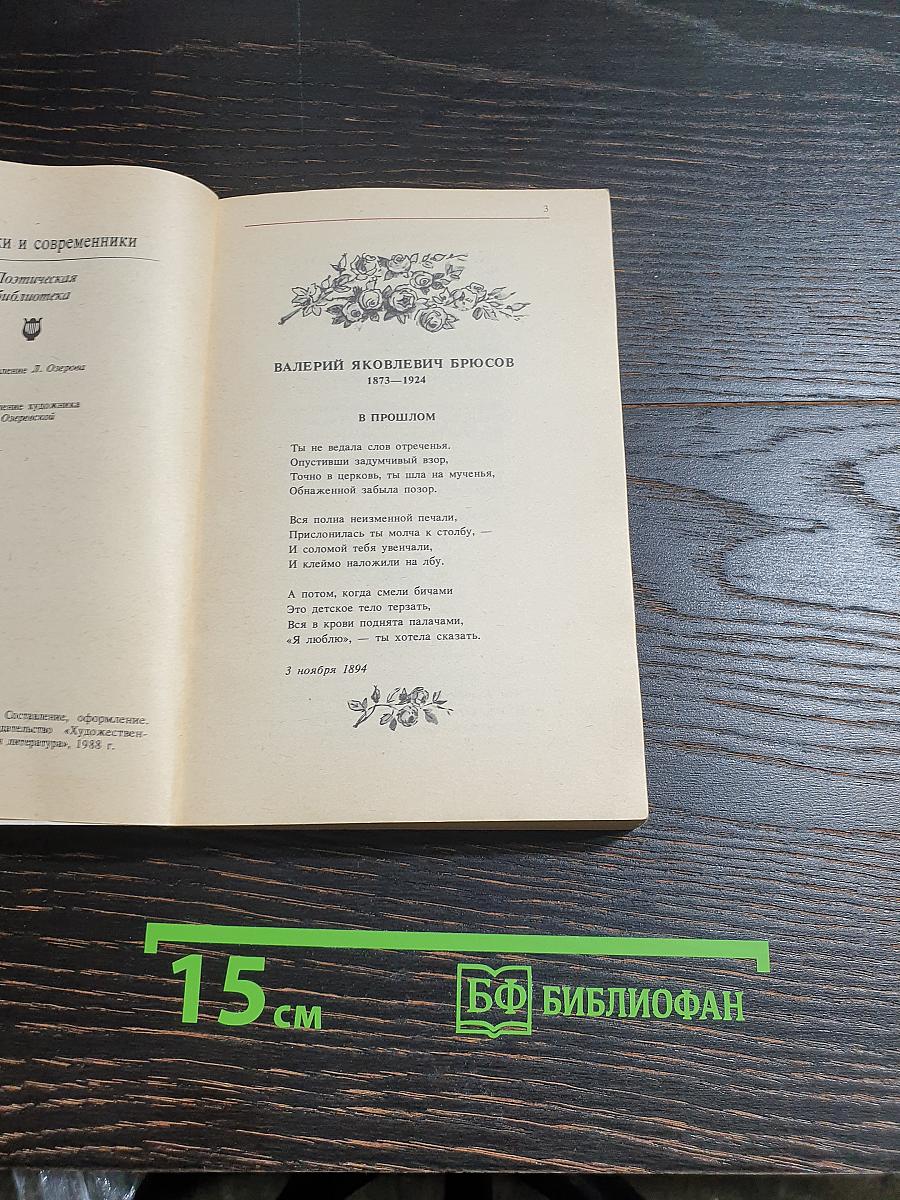 и современники
Поэтическая
библиотека
Л. Озерова
художника
Озеревской
Составление, оформление.
«Художествен-
литература», 1988 г.
3
ВАЛЕРИЙ ЯКОВЛЕВИЧ БРЮСОВ
1873—1924
В ПРОШЛОМ
Ты не ведала слов отреченья.
Опустивши задумчивый взор,
Точно в церковь, ты шла на мученья,
Обнаженной забыла позор.
Вся полна неизменной печали,
Прислонилась ты молча к столбу, —
И соломой тебя увенчали,
И клеймо наложили на лбу.
А потом, когда смели бичами
Это детское тело терзать,
Вся в крови поднята палачами,
«Я люблю», — ты хотела сказать.
3 ноября 1894
15 см
БФ БИБЛИОФАН